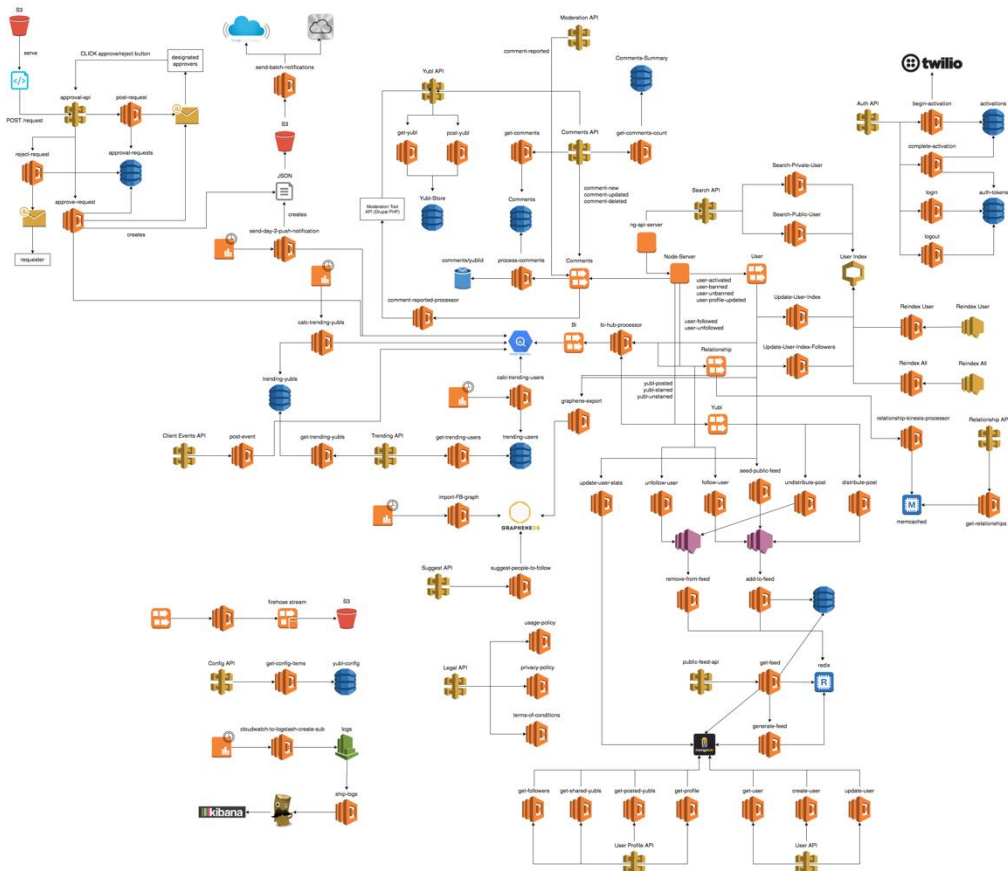 S3
serve
CLICK approve/reject button
designated
approvers
approval-api
post-request
POST /request
reject-request
approval-requests
approve-request
requester
creates
send-batch-notifications
S3
JSON
creates
send-day-2-push-notification
calc-trending-yubls
trending-yubls
Client Events API
post-event
get-trending-yubls
Trending API
get-trending-users
trending-users
calc-trending-users
Moderation API
comment-reported
Yubl API
get-yubl
post-yubl
Yubl-Store
Moderation Tool
API (Drupal PHP)
comment-reported-processor
Comments-Summary
get-comments
Comments API
get-comments-count
comment-new
comment-updated
comment-deleted
Comments
comments/yublid
process-comments
Comments
Search API
Search-Private-User
Search-Public-User
ng-api-server
Node-Server
User
user-activated
user-banned
user-unbanned
user-profile-updated
User Index
Update-User-Index
user-followed
user-unfollowed
Bi
bi-hub-processor
Relationship
Update-User-Index-Followers
yubl-posted
yubl-starred
yubl-unstarred
Yubl
graphene-export
twilio
Auth API
begin-activation
activations
complete-activation
login
auth-tokens
logout
Reindex User
Reindex User
Reindex All
Reindex All
relationship-kinesis-processor
Relationship API
M
memcached
get-relationships
update-user-stats
unfollow-user
follow-user
seed-public-feed
undistribute-post
distribute-post
import-FB-graph
GRAPHENEDB
Suggest API
suggest-people-to-follow
remove-from-feed
add-to-feed
firehose stream
S3
usage-policy
Config API
get-config-items
yubl-config
Legal API
privacy-policy
terms-of-conditions
public-feed-api
get-feed
redis
R
generate-feed
cloudwatch-to-logstash-create-sub
logs
ship-logs
kibana
get-followers
get-shared-yubls
get-posted-yubls
get-profile
get-user
create-user
update-user
User Profile API
User API